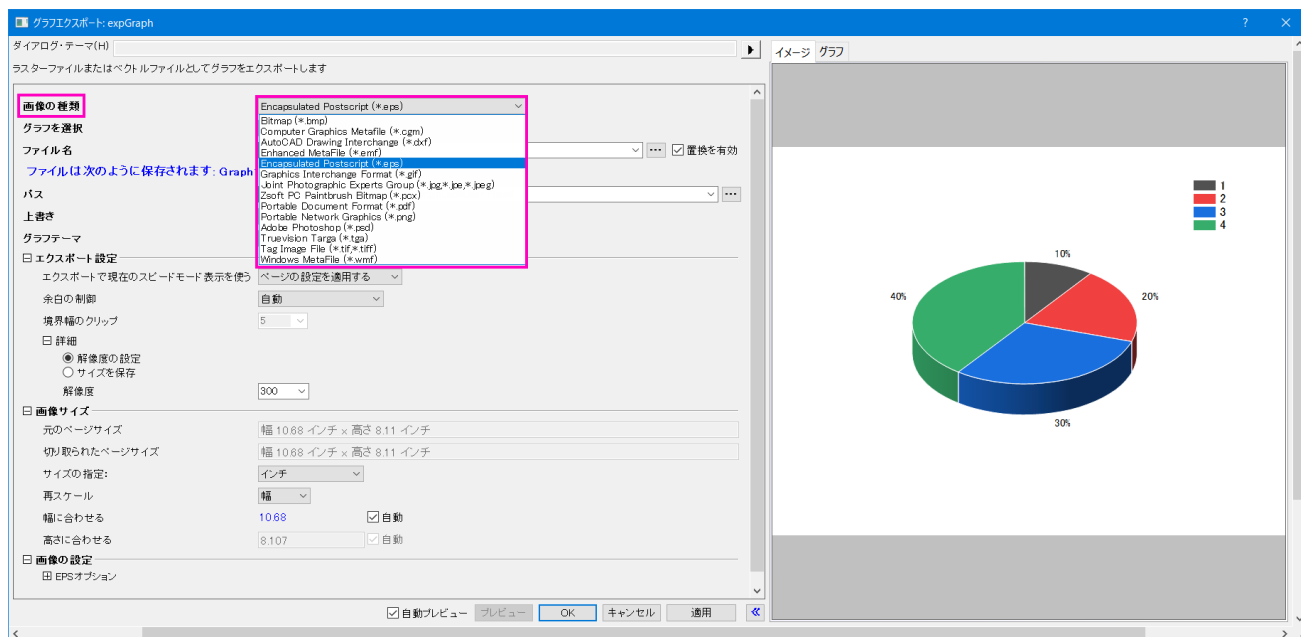 グラフエクスポート: expGraph
ダイアログ・テーマ(H)
ラスターファイルまたはベクトルファイルとしてグラフをエクスポートします
画像の種類 Encapsulated Postscript (*.eps)
Bitmap (*.bmp)
Computer Graphics Metafile (*.cgm)
AutoCAD Drawing Interchange (*.dxf)
Enhanced MetaFile (*.emf)
Encapsulated Postscript (*.eps)
Graphics Interchange Format (*.gif)
Joint Photographic Experts Group (*.jpg,*.jpe,*.jpeg)
Zsoft PC Paintbrush Bitmap (*.pcx)
Portable Document Format (*.pdf)
Portable Network Graphics (*.png)
Adobe Photoshop (*.psd)
Truevision Targa (*.tga)
Tag Image File (*.tif,*.tiff)
Windows MetaFile (*.wmf)
グラフを選択
ファイル名 置換を有効
ファイルは次のように保存されます: Graph
パス
上書き
グラフテーマ
エクスポート設定
エクスポートで現在のスピードモード表示を使う ページの設定を適用する
余白の制御 自動
境界幅のクリップ 5
詳細
解像度の設定
サイズを保存
解像度 300
画像サイズ
元のページサイズ 幅 10.68 インチ × 高さ 8.11 インチ
切り取られたページサイズ 幅 10.68 インチ × 高さ 8.11 インチ
サイズの指定: インチ
再スケール 幅
幅に合わせる 10.68 自動
高さに合わせる 8.107 自動
画像の設定
EPSオプション
自動プレビュー プレビュー OK キャンセル 適用
イメージ グラフ
1
2
3
4
10%
20%
30%
40%